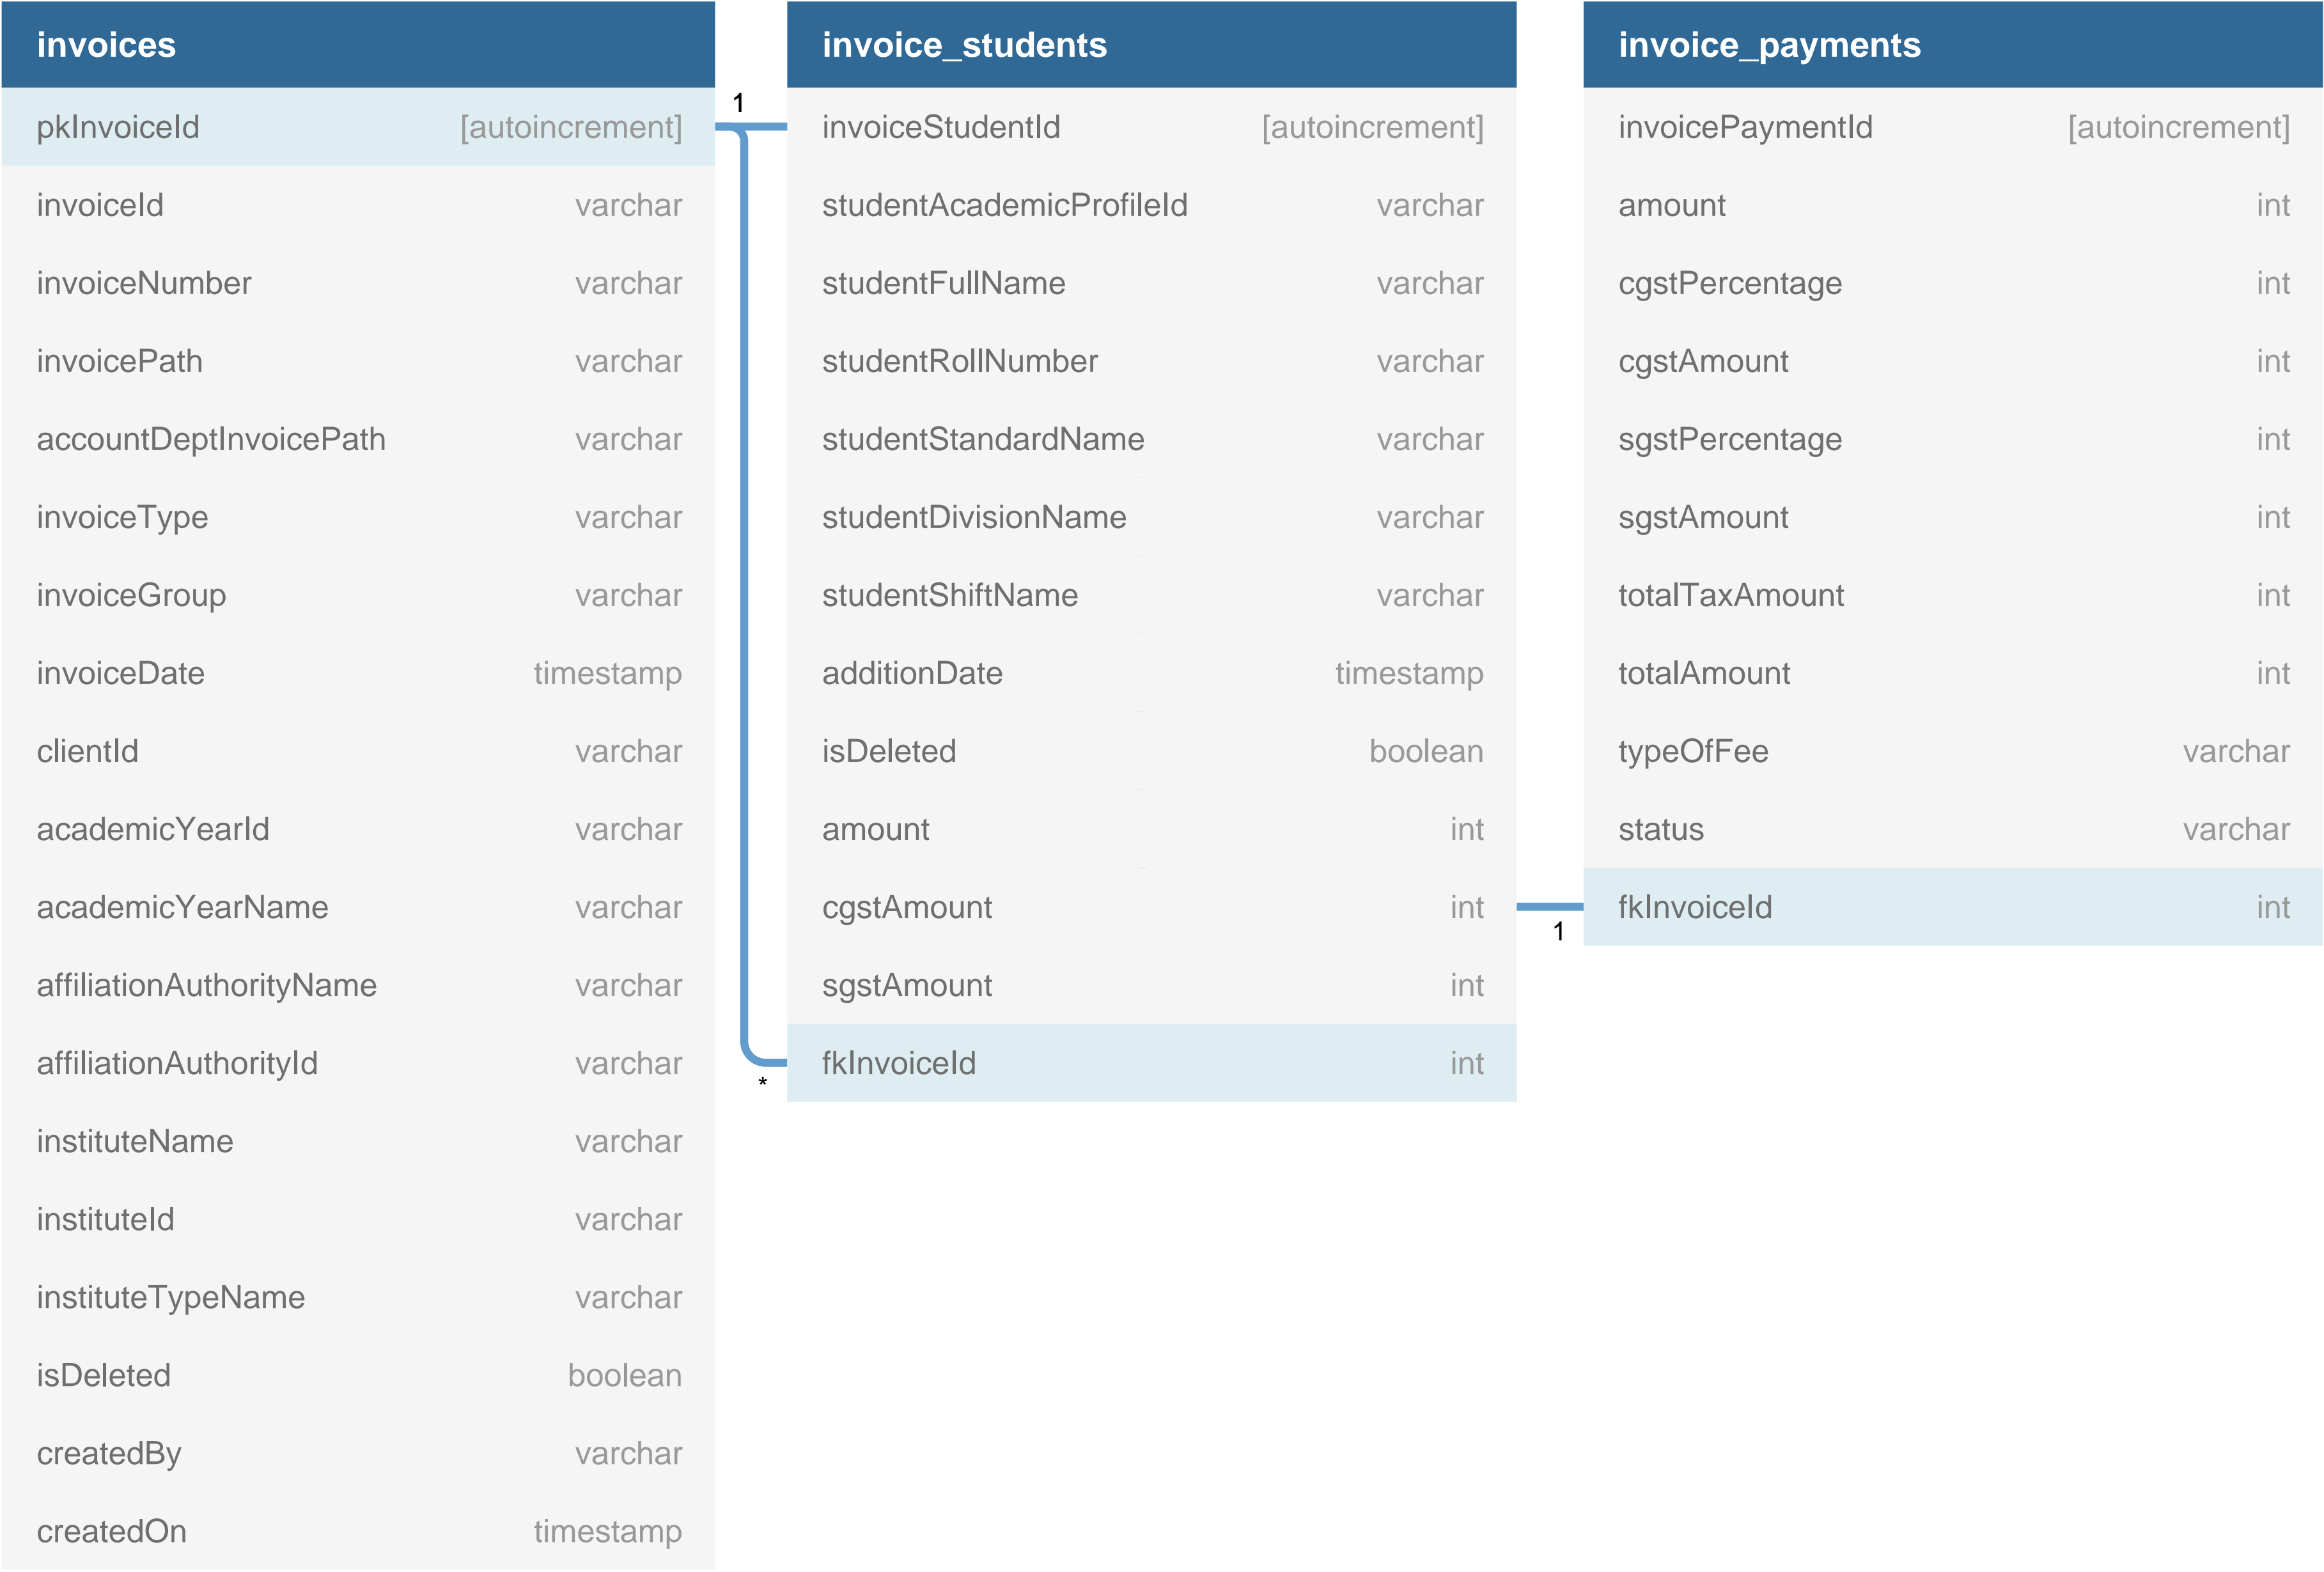 invoices
pkInvoiceId [autoincrement]
invoiceId varchar
invoiceNumber varchar
invoicePath varchar
accountDeptInvoicePath varchar
invoiceType varchar
invoiceGroup varchar
invoiceDate timestamp
clientId varchar
academicYearId varchar
academicYearName varchar
affiliationAuthorityName varchar
affiliationAuthorityId varchar
instituteName varchar
instituteId varchar
instituteTypeName varchar
isDeleted boolean
createdBy varchar
createdOn timestamp
1
*
invoice_students
invoiceStudentId [autoincrement]
studentAcademicProfileId varchar
studentFullName varchar
studentRollNumber varchar
studentStandardName varchar
studentDivisionName varchar
studentShiftName varchar
additionDate timestamp
isDeleted boolean
amount int
cgstAmount int
sgstAmount int
fkInvoiceId int
1
invoice_payments
invoicePaymentId [autoincrement]
amount int
cgstPercentage int
cgstAmount int
sgstPercentage int
sgstAmount int
totalTaxAmount int
totalAmount int
typeOfFee varchar
status varchar
fkInvoiceId int